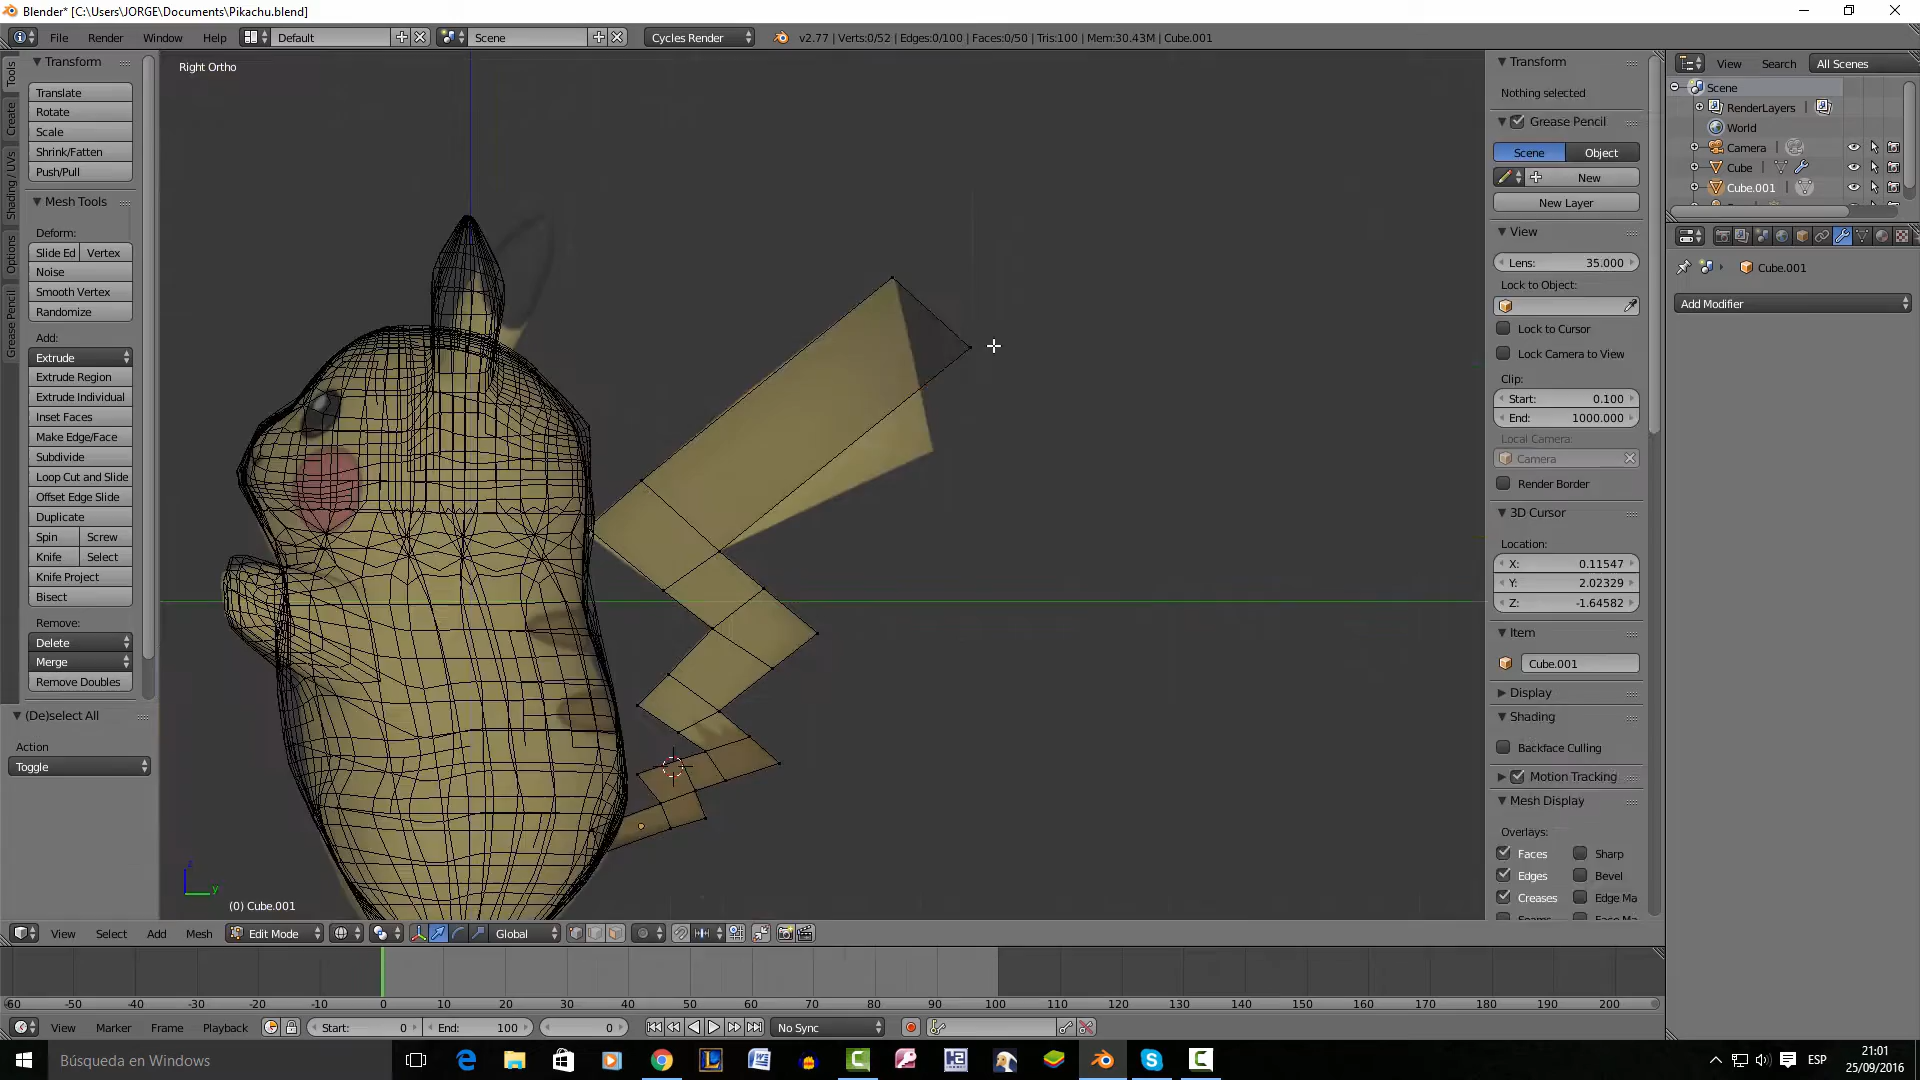 Blender* [C:\Users\JORGE\Documents\Pikachu.blend]
File Render Window Help Default Scene Cycles Render v2.77 | Verts:0/52 | Edges:0/100 | Faces:0/50 | Tris:100 | Mem:30.43M | Cube.001
Tools
Create
Shading / UVs
Options
Grease Pencil
Transform
Translate
Rotate
Scale
Shrink/Fatten
Push/Pull
Mesh Tools
Deform:
Slide Ed Vertex
Noise
Smooth Vertex
Randomize
Add:
Extrude
Extrude Region
Extrude Individual
Inset Faces
Make Edge/Face
Subdivide
Loop Cut and Slide
Offset Edge Slide
Duplicate
Spin Screw
Knife Select
Knife Project
Bisect
Remove:
Delete
Merge
Remove Doubles
(De)select All
Action
Toggle
Right Ortho
z
y
(0) Cube.001
Transform
Nothing selected
Grease Pencil
Scene Object
New
New Layer
View
Lens: 35.000
Lock to Object:
Lock to Cursor
Lock Camera to View
Clip:
Start: 0.100
End: 1000.000
Local Camera:
Camera
Render Border
3D Cursor
Location:
X: 0.11547
Y: 2.02329
Z: -1.64582
Item
Cube.001
Display
Shading
Backface Culling
Motion Tracking
Mesh Display
Overlays:
Faces Sharp
Edges Bevel
Creases Edge Ma
View Search All Scenes
Scene
RenderLayers
World
Camera
Cube
Cube.001
Cube.001
Add Modifier
View Select Add Mesh Edit Mode Global
-60 -50 -40 -30 -20 -10 0 10 20 30 40 50 60 70 80 90 100 110 120 130 140 150 160 170 180 190 200
View Marker Frame Playback Start: 0 End: 100 0 No Sync
Búsqueda en Windows
ESP
21:01
25/09/2016